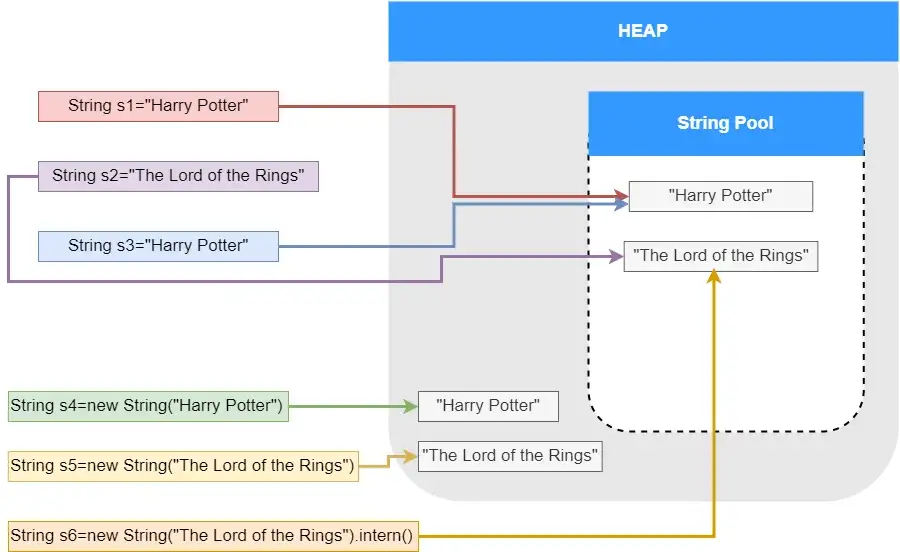 HEAP
String Pool
String s1="Harry Potter"
String s2="The Lord of the Rings"
String s3="Harry Potter"
"Harry Potter"
"The Lord of the Rings"
String s4=new String("Harry Potter")
"Harry Potter"
String s5=new String("The Lord of the Rings")
"The Lord of the Rings"
String s6=new String("The Lord of the Rings").intern()